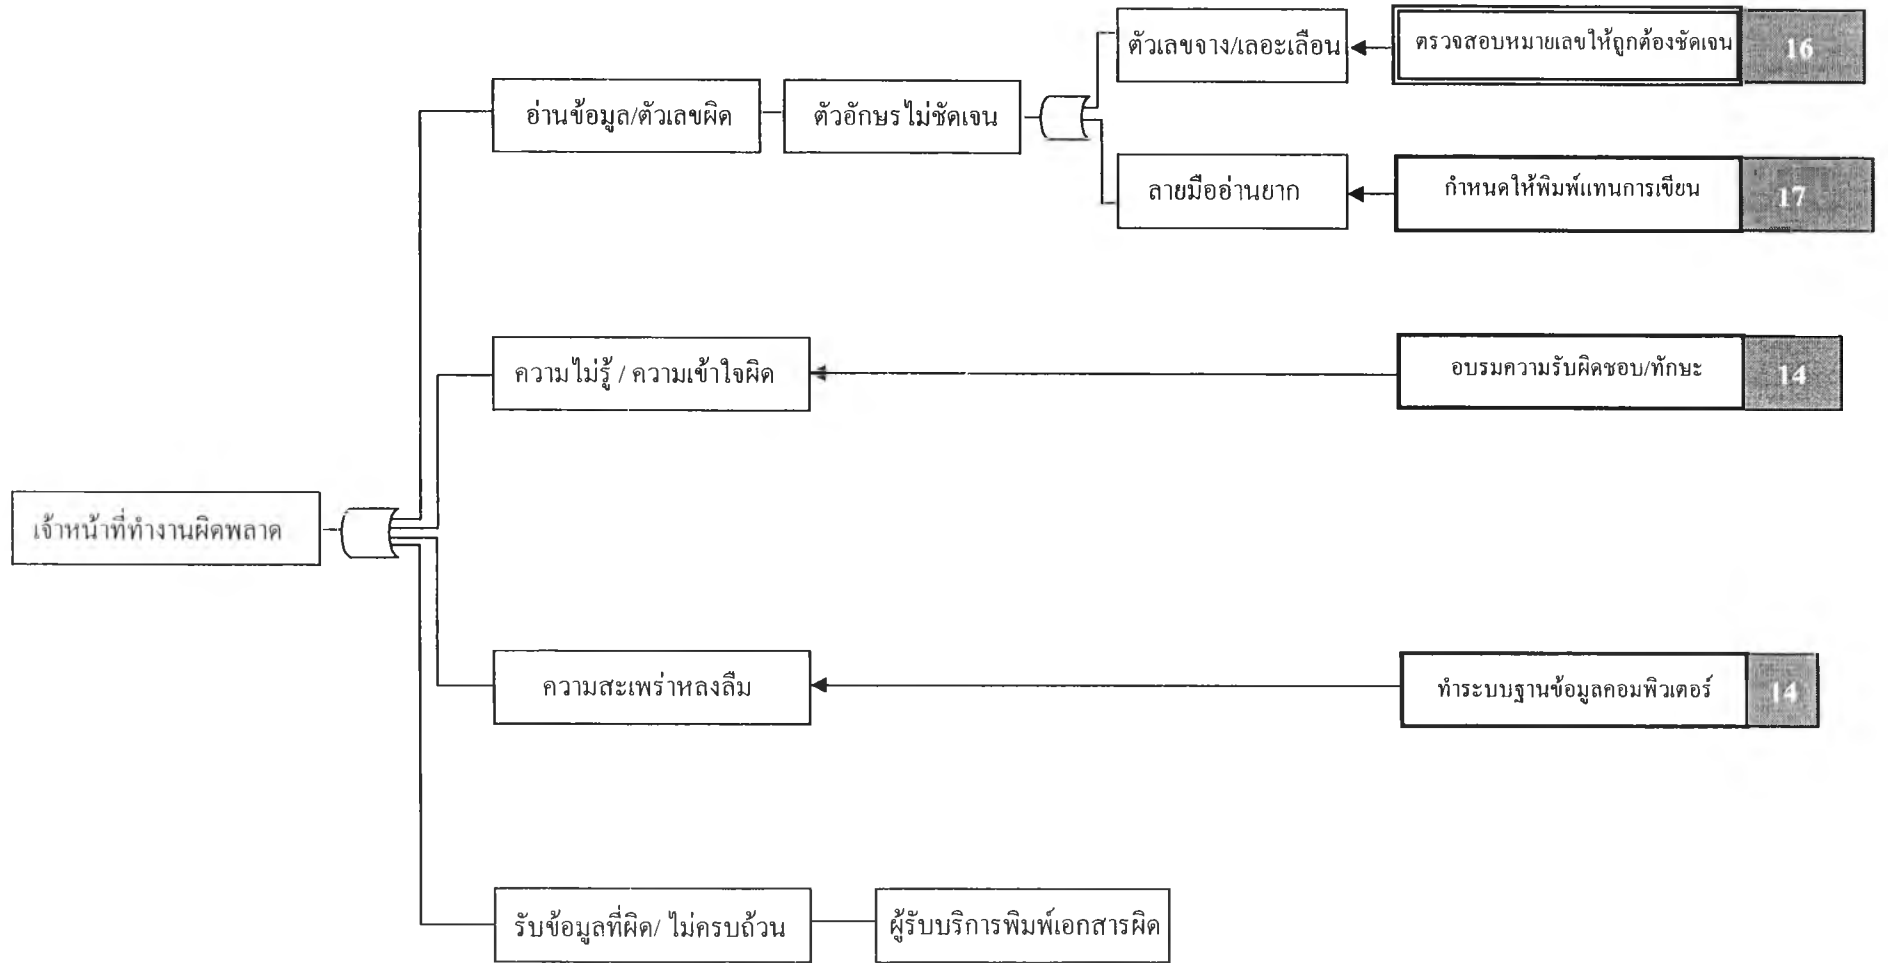 ตัวเลขจาง/เลอะเลือน
ตรวจสอบหมายเลขให้ถูกต้องชัดเจน
16
อ่านข้อมูล/ตัวเลขผิด
ตัวอักษรไม่ชัดเจน
ลายมืออ่านยาก
กำหนดให้พิมพ์แทนการเขียน
17
ความไม่รู้ / ความเข้าใจผิด
อบรมความรับผิดชอบ/ทักษะ
14
เจ้าหน้าที่ทำงานผิดพลาด
ความสะเพร่าหลงลืม
ทำระบบฐานข้อมูลคอมพิวเตอร์
14
รับข้อมูลที่ผิด/ ไม่ครบถ้วน
ผู้รับบริการพิมพ์เอกสารผิด